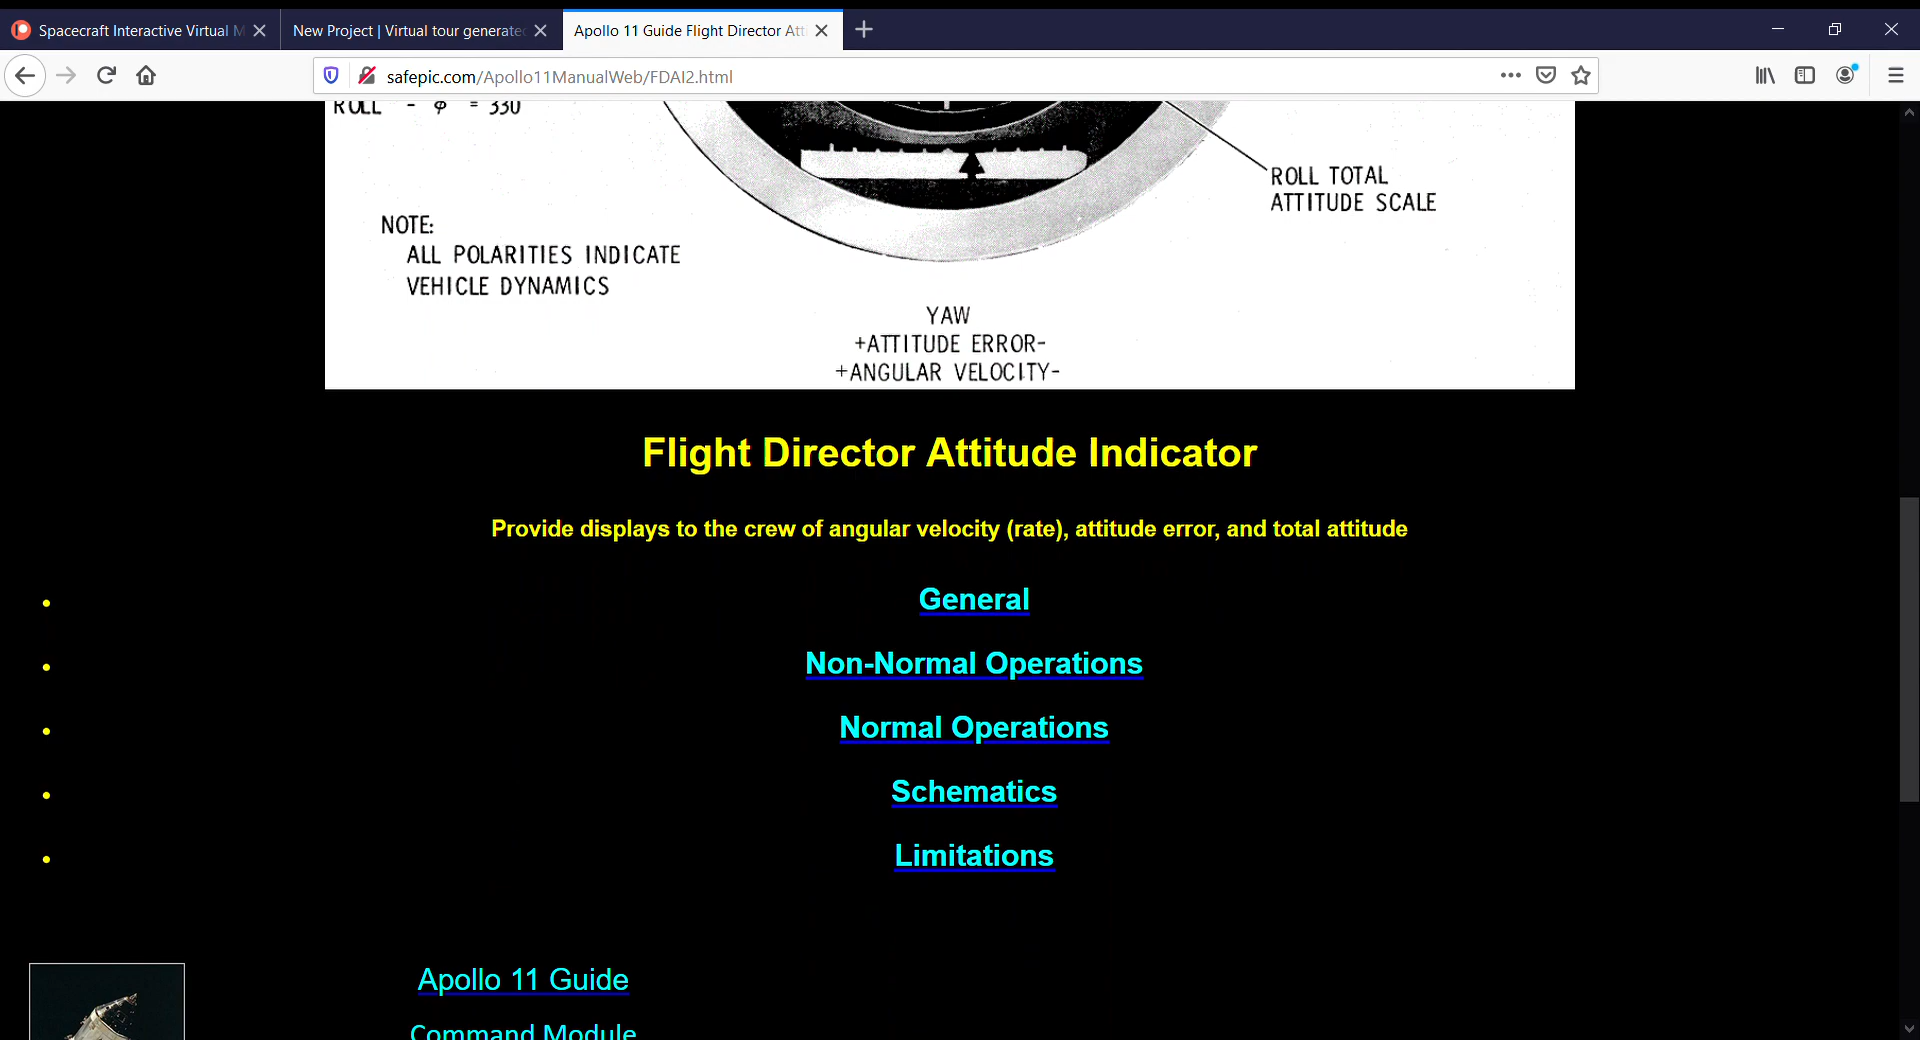 Spacecraft Interactive Virtual M
New Project | Virtual tour generated
Apollo 11 Guide Flight Director Atti
safepic.com/Apollo11ManualWeb/FDAI2.html
ROLL - φ = 330
ROLL TOTAL
ATTITUDE SCALE
NOTE:
ALL POLARITIES INDICATE
VEHICLE DYNAMICS
YAW
+ATTITUDE ERROR-
+ANGULAR VELOCITY-
Flight Director Attitude Indicator
Provide displays to the crew of angular velocity (rate), attitude error, and total attitude
• General
• Non-Normal Operations
• Normal Operations
• Schematics
• Limitations
Apollo 11 Guide
Command Module